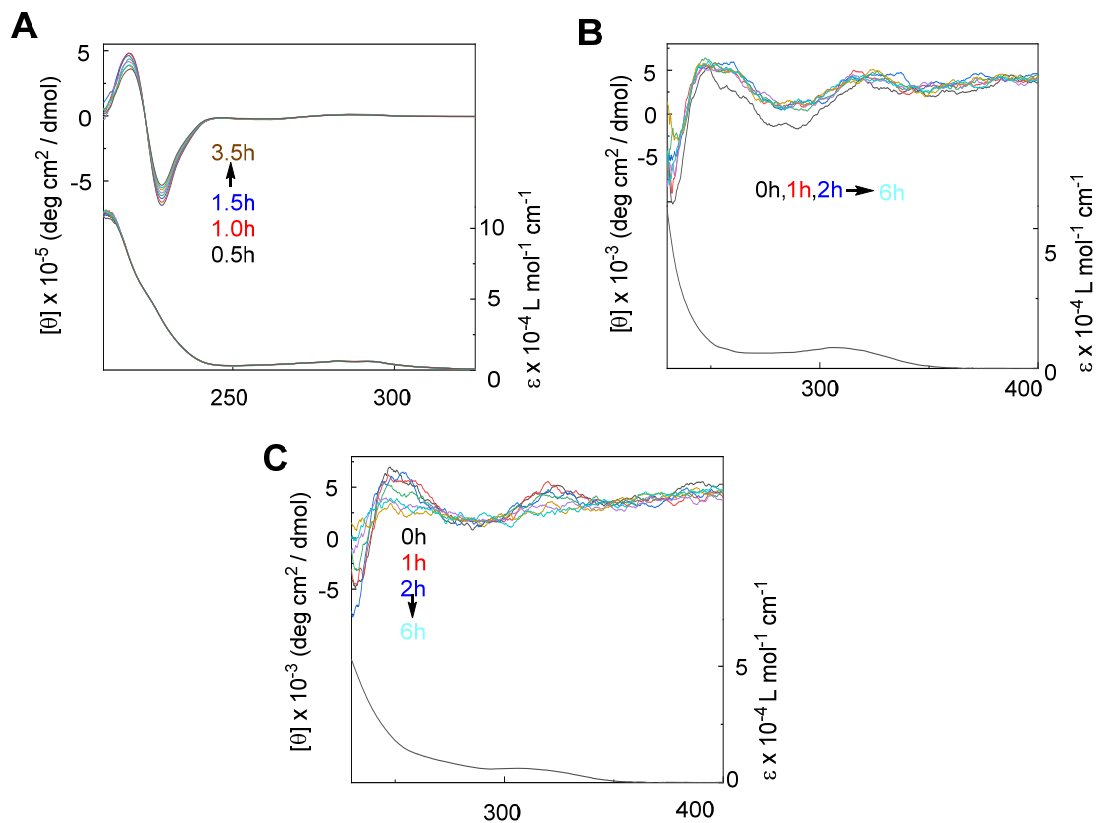 A
5
0
-5
[θ] x 10-5 (deg cm2 / dmol)
3.5h
1.5h
1.0h
0.5h
10
5
0
ε x 10-4 L mol-1 cm-1
250
300
B
5
0
-5
[θ] x 10-3 (deg cm2 / dmol)
0h,1h,2h
6h
5
0
ε x 10-4 L mol-1 cm-1
300
400
C
5
0
-5
[θ] x 10-3 (deg cm2 / dmol)
0h
1h
2h
6h
5
0
ε x 10-4 L mol-1 cm-1
300
400